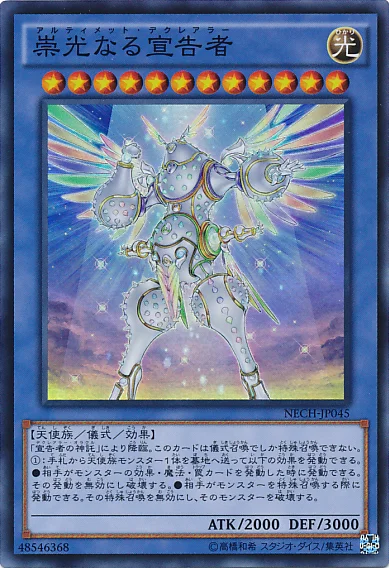 アルティメット・デクレアラー
崇光なる宣告者
ひかり
光
NECH-JP045
【天使族／儀式／効果】
「宣告者の神託」により降臨。このカードは儀式召喚でしか特殊召喚できない。
①：手札から天使族モンスター１体を墓地へ送って以下の効果を発動できる。
●相手がモンスターの効果・魔法・罠カードを発動した時に発動できる。
その発動を無効にし破壊する。●相手がモンスターを特殊召喚する際に
発動できる。その特殊召喚を無効にし、そのモンスターを破壊する。
ATK/2000 DEF/3000
48546368
©高橋和希 スタジオ・ダイス/集英社